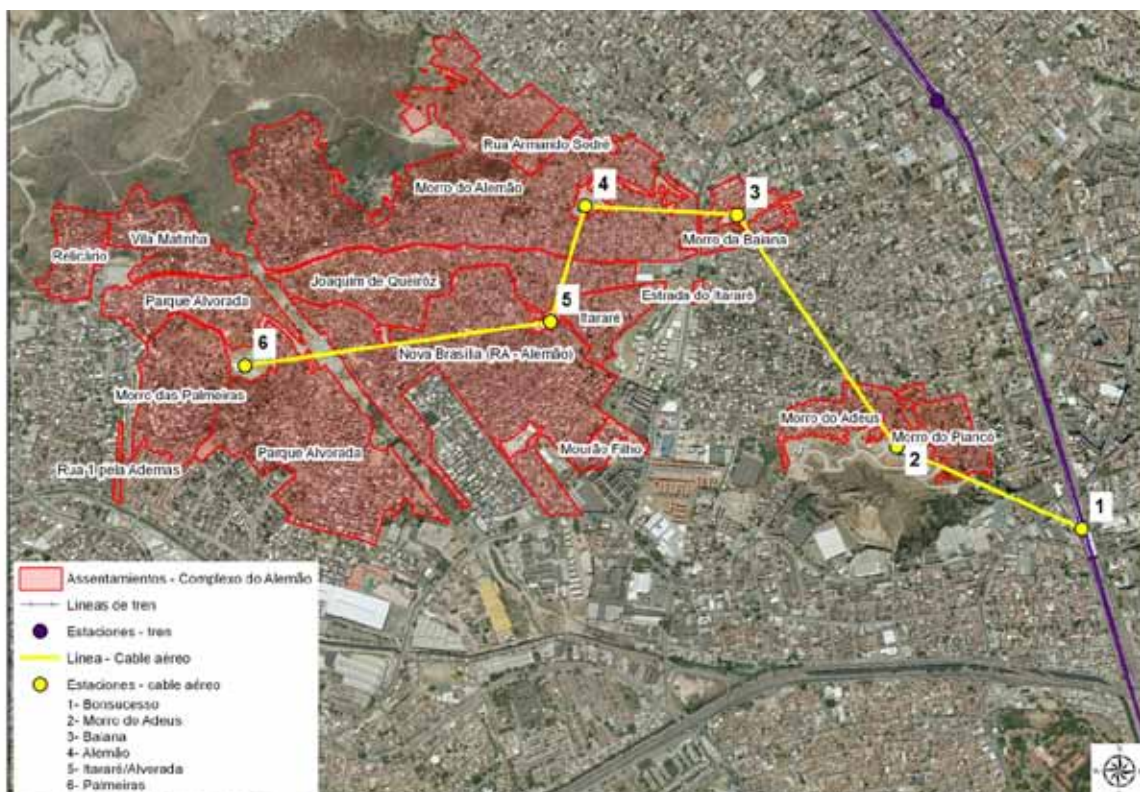 Rua Armando Sodré
4
3
Morro do Alemão
Morro da Baiana
Vila Matinha
Relicário
Joaquim de Queiróz
Estrada do Itararé
Parque Alvorada
5
Itararé
6
Nova Brasília (RA - Alemão)
Morro das Palmeiras
Morro do Adeus
Morro do Piancó
Parque Alvorada
Mourão Filho
2
Rua 1 pela Ademas
1
Assentamientos - Complexo do Alemão
Líneas de tren
Estaciones - tren
Línea - Cable aéreo
Estaciones - cable aéreo
1- Bonsucesso
2- Morro do Adeus
3- Baiana
4- Alemão
5- Itararé/Alvorada
6- Palmeiras